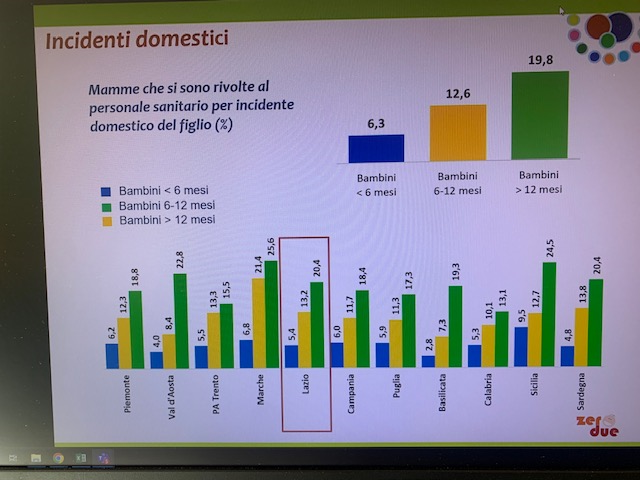 Incidenti domestici
Mamme che si sono rivolte al
personale sanitario per incidente
domestico del figlio (%)
6,3
12,6
19,8
Bambini
< 6 mesi
Bambini
6-12 mesi
Bambini
> 12 mesi
Bambini < 6 mesi
Bambini 6-12 mesi
Bambini > 12 mesi
6,2
12,3
18,8
4,0
8,4
22,8
5,5
13,3
15,5
6,8
21,4
25,6
5,4
13,2
20,4
6,0
11,7
18,4
5,9
11,3
17,3
2,8
7,3
19,3
5,3
10,1
13,1
9,5
12,7
24,5
4,8
13,8
20,4
Piemonte
Val d'Aosta
PA Trento
Marche
Lazio
Campania
Puglia
Basilicata
Calabria
Sicilia
Sardegna
zero
due